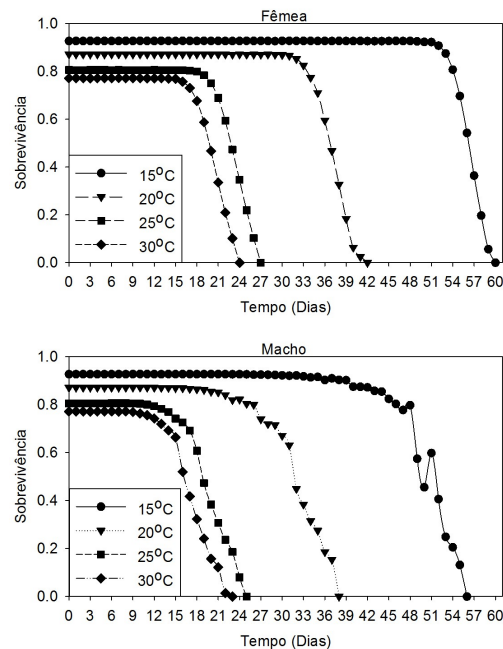 Fêmea
1.0
0.8
0.6
0.4
0.2
0.0
Sobrevivência
15ºC
20ºC
25ºC
30ºC
0 3 6 9 12 15 18 21 24 27 30 33 36 39 42 45 48 51 54 57 60
Tempo (Dias)
Macho
1.0
0.8
0.6
0.4
0.2
0.0
Sobrevivência
15ºC
20ºC
25ºC
30ºC
0 3 6 9 12 15 18 21 24 27 30 33 36 39 42 45 48 51 54 57 60
Tempo (Dias)